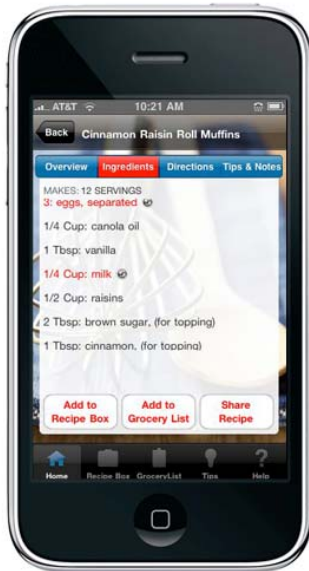 AT&T 10:21 AM
Back Cinnamon Raisin Roll Muffins
Overview Ingredients Directions Tips & Notes
MAKES: 12 SERVINGS
3: eggs, separated
1/4 Cup: canola oil
1 Tbsp: vanilla
1/4 Cup: milk
1/2 Cup: raisins
2 Tbsp: brown sugar, (for topping)
1 Tbsp: cinnamon, (for topping)
Add to Recipe Box
Add to Grocery List
Share Recipe
Home Recipe Box GroceryList Tips Help